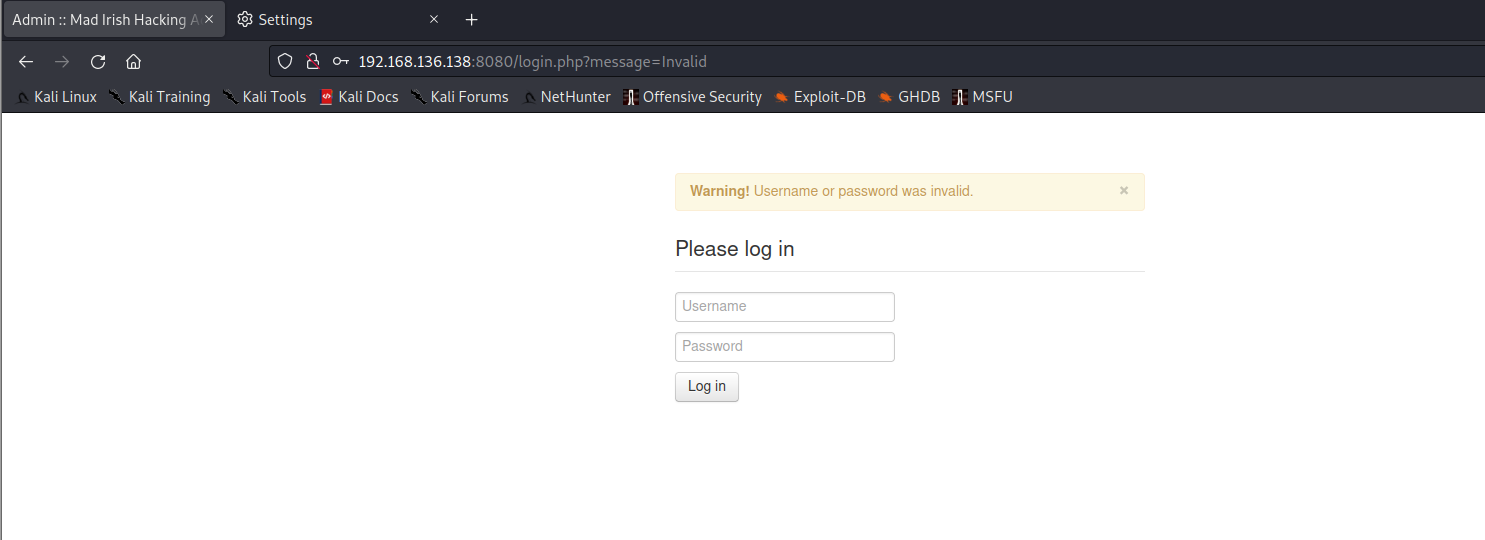 Admin :: Mad Irish Hacking A
Settings
192.168.136.138:8080/login.php?message=Invalid
Kali Linux Kali Training Kali Tools Kali Docs Kali Forums NetHunter Offensive Security Exploit-DB GHDB MSFU
Warning! Username or password was invalid. ×
Please log in
Username
Password
Log in